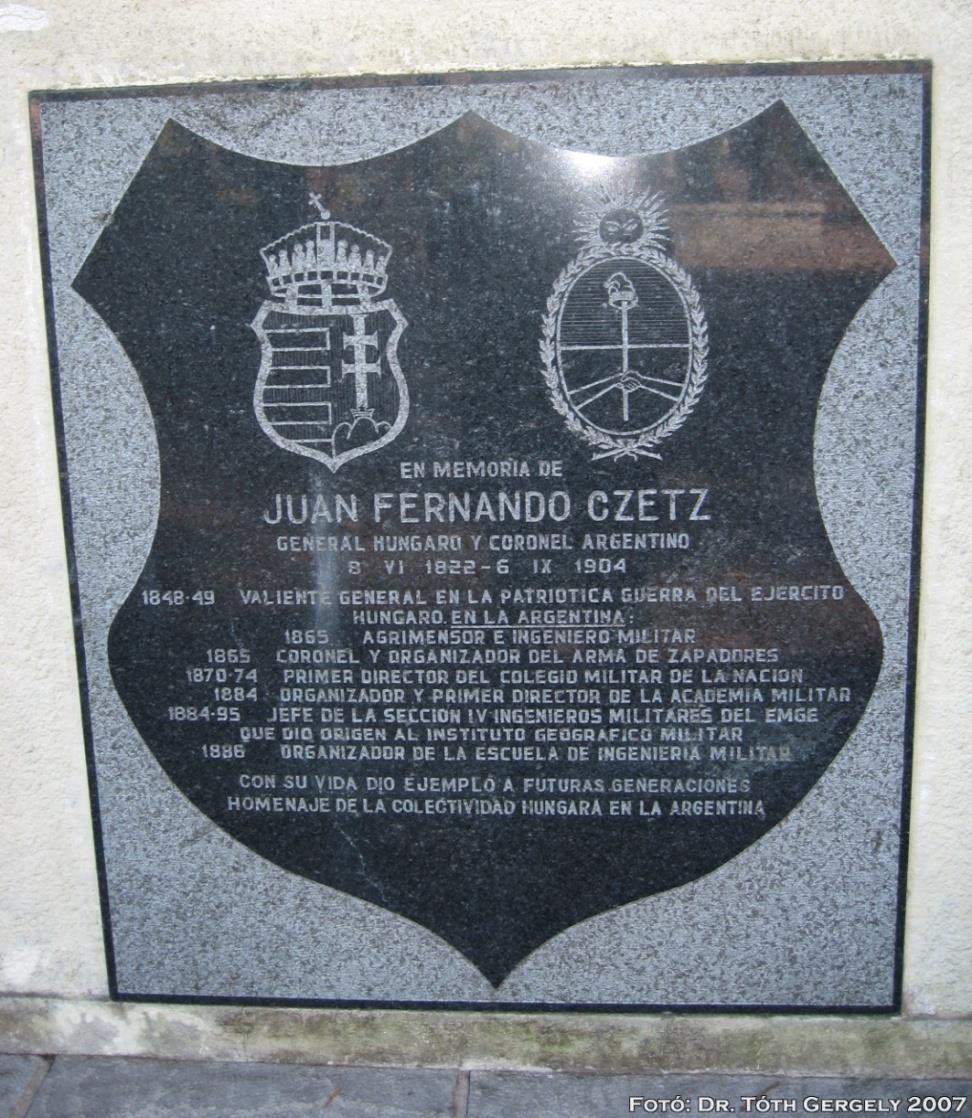 EN MEMORIA DE
JUAN FERNANDO CZETZ
GENERAL HUNGARO Y CORONEL ARGENTINO
8 VI 1822-6 IX 1904
1848-49 VALIENTE GENERAL EN LA PATRIOTICA GUERRA DEL EJERCITO
HUNGARO. EN LA ARGENTINA:
1865 AGRIMENSOR E INGENIERO MILITAR
1865 CORONEL Y ORGANIZADOR DEL ARMA DE ZAPADORES
1870-74 PRIMER DIRECTOR DEL COLEGIO MILITAR DE LA NACION
1884 ORGANIZADOR Y PRIMER DIRECTOR DE LA ACADEMIA MILITAR
1884-95 JEFE DE LA SECCION IV INGENIEROS MILITARES DEL EMGE
QUE DIO ORIGEN AL INSTITUTO GEOGRAFICO MILITAR
1886 ORGANIZADOR DE LA ESCUELA DE INGENIERIA MILITAR
CON SU VIDA DIO EJEMPLO A FUTURAS GENERACIONES
HOMENAJE DE LA COLECTIVIDAD HUNGARA EN LA ARGENTINA
Fotó: Dr. Tóth Gergely 2007